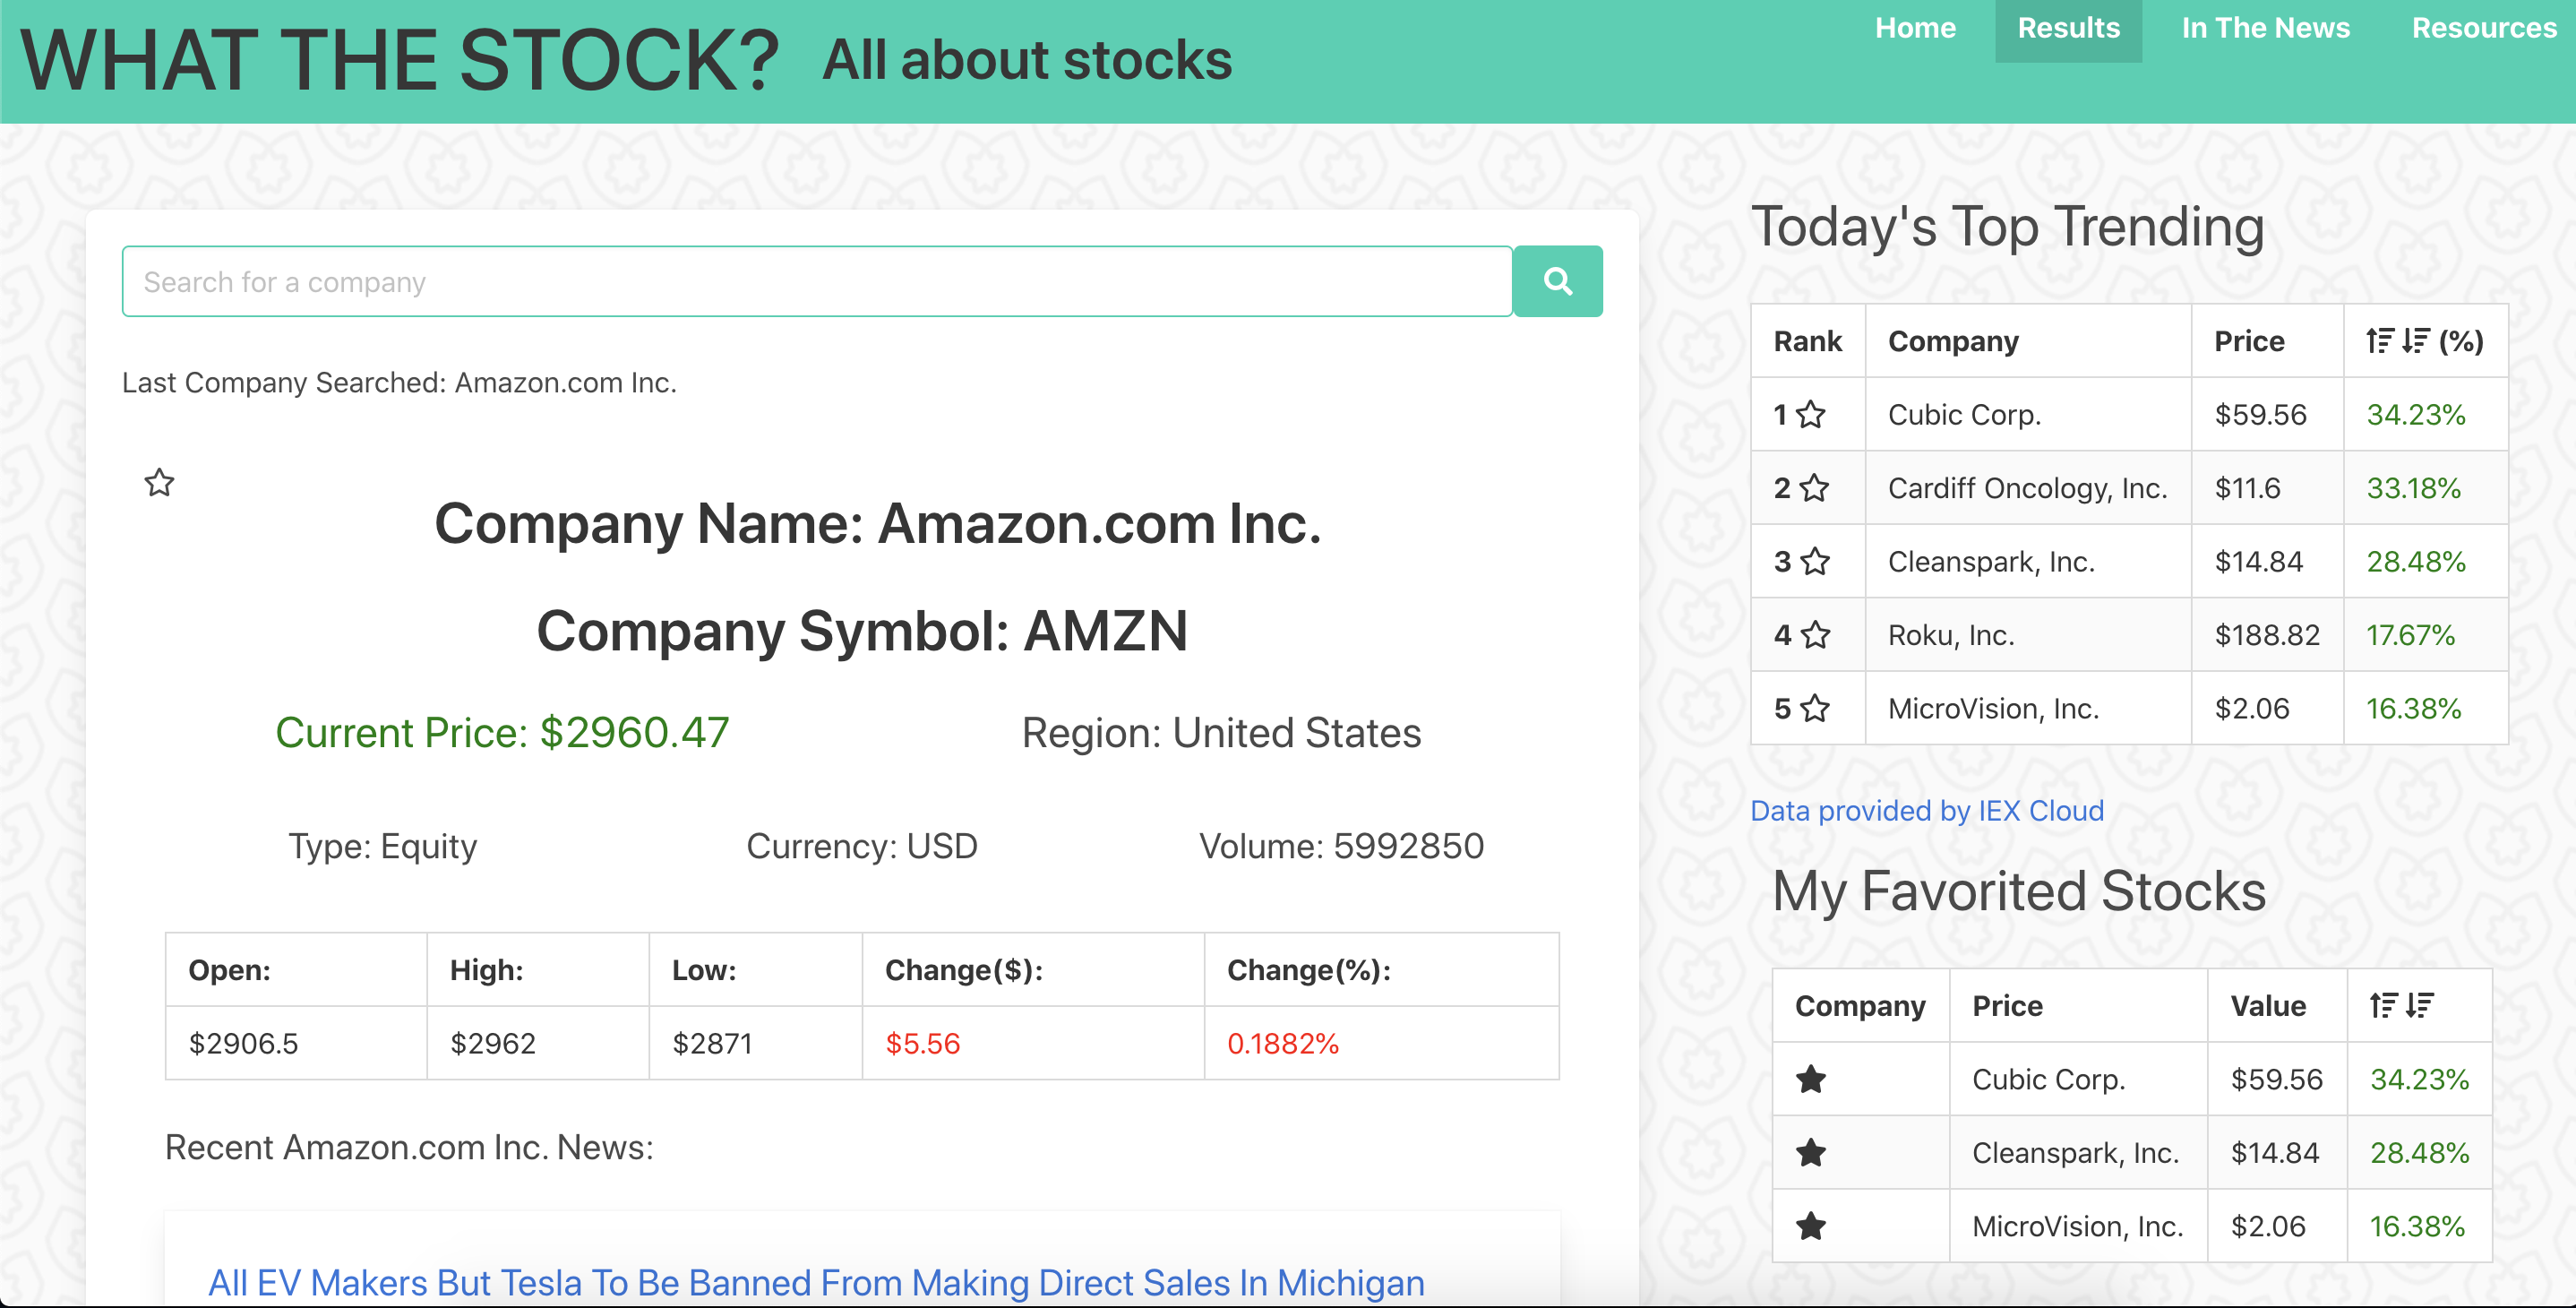 WHAT THE STOCK? All about stocks
Home Results In The News Resources
Search for a company
Last Company Searched: Amazon.com Inc.
Company Name: Amazon.com Inc.
Company Symbol: AMZN
Current Price: $2960.47 Region: United States
Type: Equity Currency: USD Volume: 5992850
Open: High: Low: Change($): Change(%):
$2906.5 $2962 $2871 $5.56 0.1882%
Recent Amazon.com Inc. News:
All EV Makers But Tesla To Be Banned From Making Direct Sales In Michigan
Today's Top Trending
Rank Company Price (%)
1 Cubic Corp. $59.56 34.23%
2 Cardiff Oncology, Inc. $11.6 33.18%
3 Cleanspark, Inc. $14.84 28.48%
4 Roku, Inc. $188.82 17.67%
5 MicroVision, Inc. $2.06 16.38%
Data provided by IEX Cloud
My Favorited Stocks
Company Price Value
Cubic Corp. $59.56 34.23%
Cleanspark, Inc. $14.84 28.48%
MicroVision, Inc. $2.06 16.38%